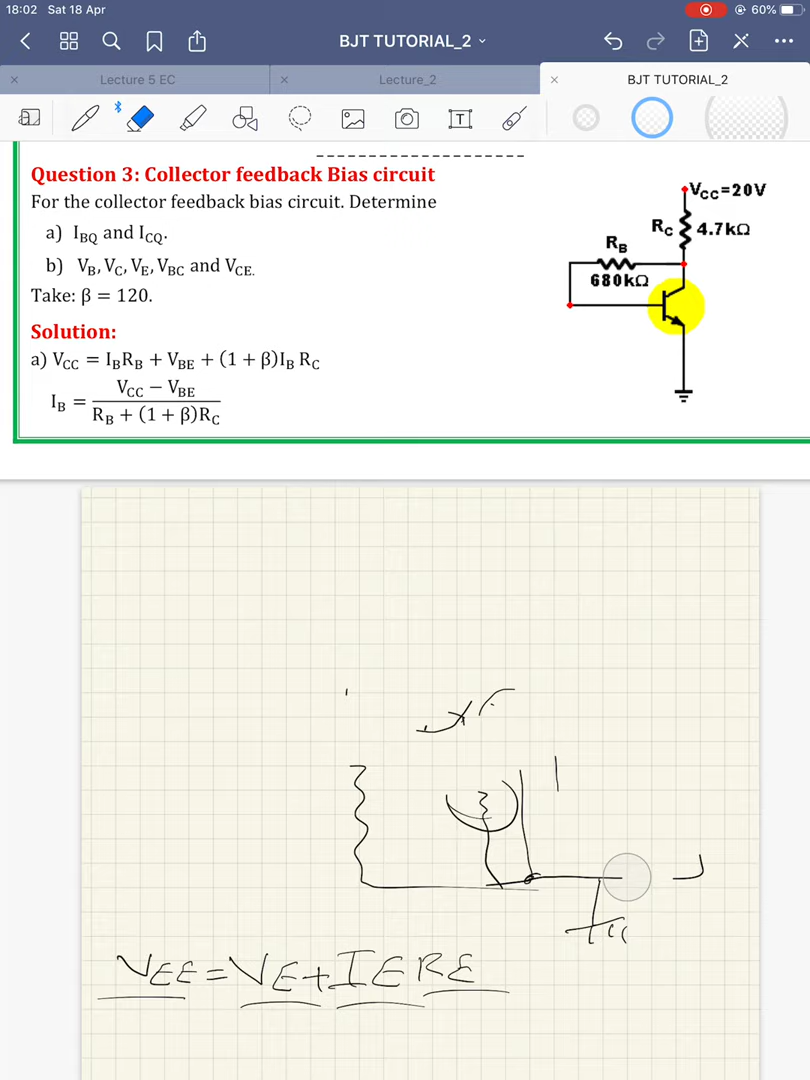 18:02 Sat 18 Apr
60%
BJT TUTORIAL_2
Lecture 5 EC
Lecture_2
BJT TUTORIAL_2
Question 3: Collector feedback Bias circuit
For the collector feedback bias circuit. Determine
a) I_BQ and I_CQ.
b) V_B, V_C, V_E, V_BC and V_CE.
Take: β = 120.
Solution:
a) V_CC = I_B R_B + V_BE + (1 + β)I_B R_C
I_B = (V_CC − V_BE) / (R_B + (1 + β)R_C)
V_CC=20V
R_C 4.7kΩ
R_B
680kΩ
VEE = VE + IERE